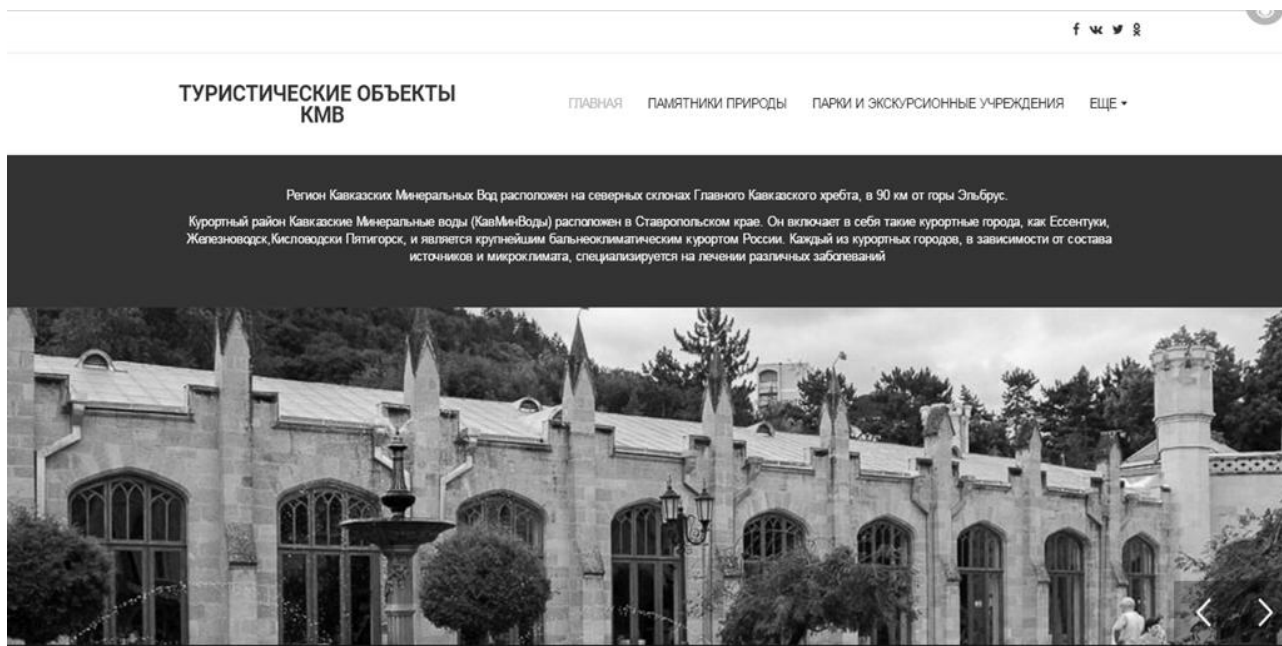 ТУРИСТИЧЕСКИЕ ОБЪЕКТЫ
КМВ
ГЛАВНАЯ ПАМЯТНИКИ ПРИРОДЫ ПАРКИ И ЭКСКУРСИОННЫЕ УЧРЕЖДЕНИЯ ЕЩЕ
Регион Кавказских Минеральных Вод расположен на северных склонах Главного Кавказского хребта, в 90 км от горы Эльбрус.
Курортный район Кавказские Минеральные воды (КавМинВоды) расположен в Ставропольском крае. Он включает в себя такие курортные города, как Ессентуки,
Железноводск,Кисловодски Пятигорск, и является крупнейшим бальнеоклиматическим курортом России. Каждый из курортных городов, в зависимости от состава
источников и микроклимата, специализируется на лечении различных заболеваний